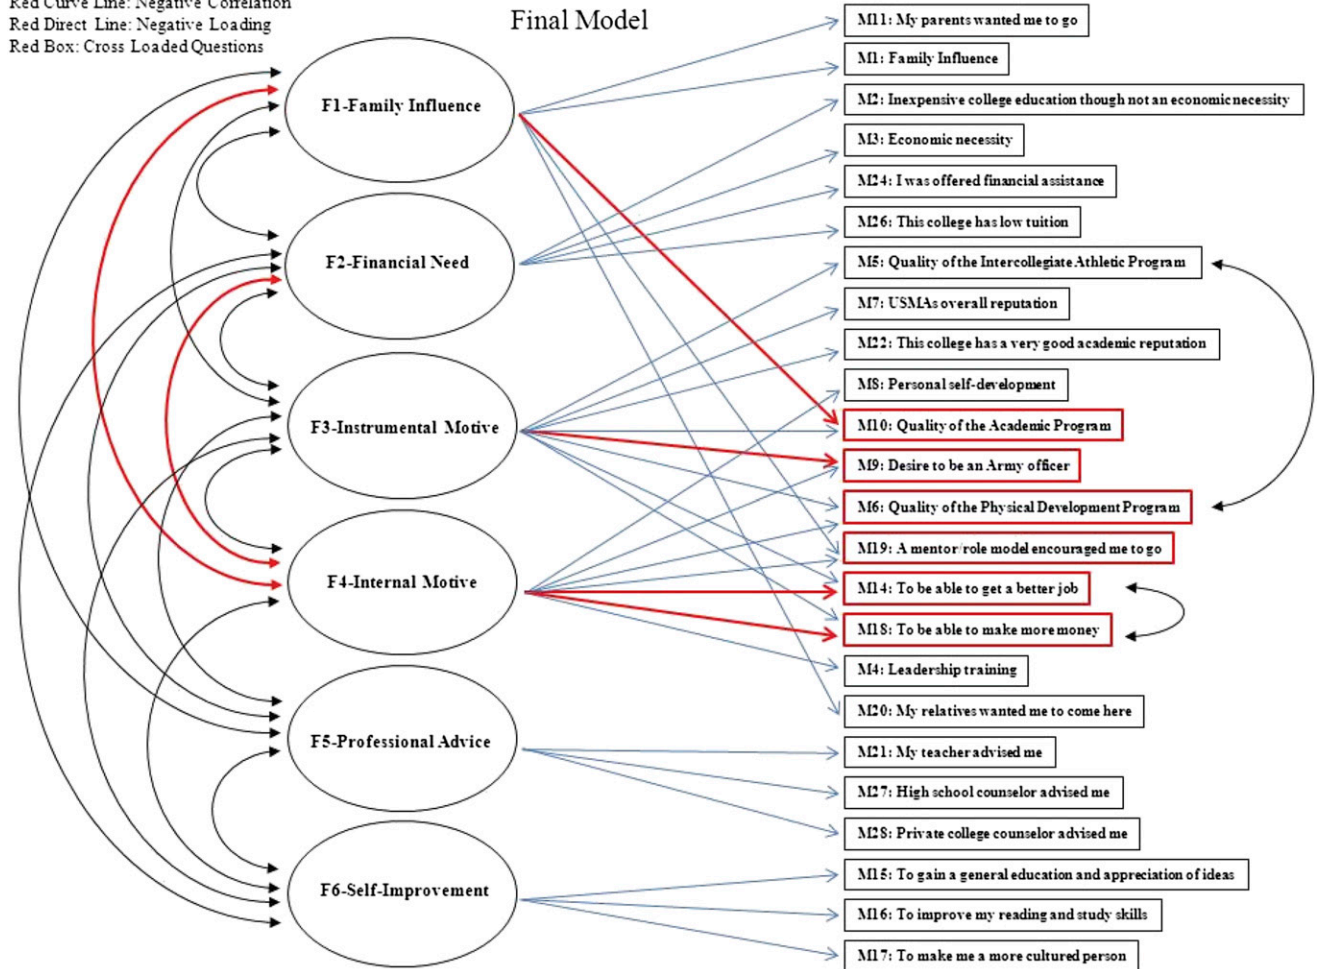 Red Curve Line: Negative Correlation
Red Direct Line: Negative Loading
Red Box: Cross Loaded Questions
Final Model
F1-Family Influence
F2-Financial Need
F3-Instrumental Motive
F4-Internal Motive
F5-Professional Advice
F6-Self-Improvement
M11: My parents wanted me to go
M1: Family Influence
M2: Inexpensive college education though not an economic necessity
M3: Economic necessity
M24: I was offered financial assistance
M26: This college has low tuition
M5: Quality of the Intercollegiate Athletic Program
M7: USMAs overall reputation
M22: This college has a very good academic reputation
M8: Personal self-development
M10: Quality of the Academic Program
M9: Desire to be an Army officer
M6: Quality of the Physical Development Program
M19: A mentor/role model encouraged me to go
M14: To be able to get a better job
M18: To be able to make more money
M4: Leadership training
M20: My relatives wanted me to come here
M21: My teacher advised me
M27: High school counselor advised me
M28: Private college counselor advised me
M15: To gain a general education and appreciation of ideas
M16: To improve my reading and study skills
M17: To make me a more cultured person